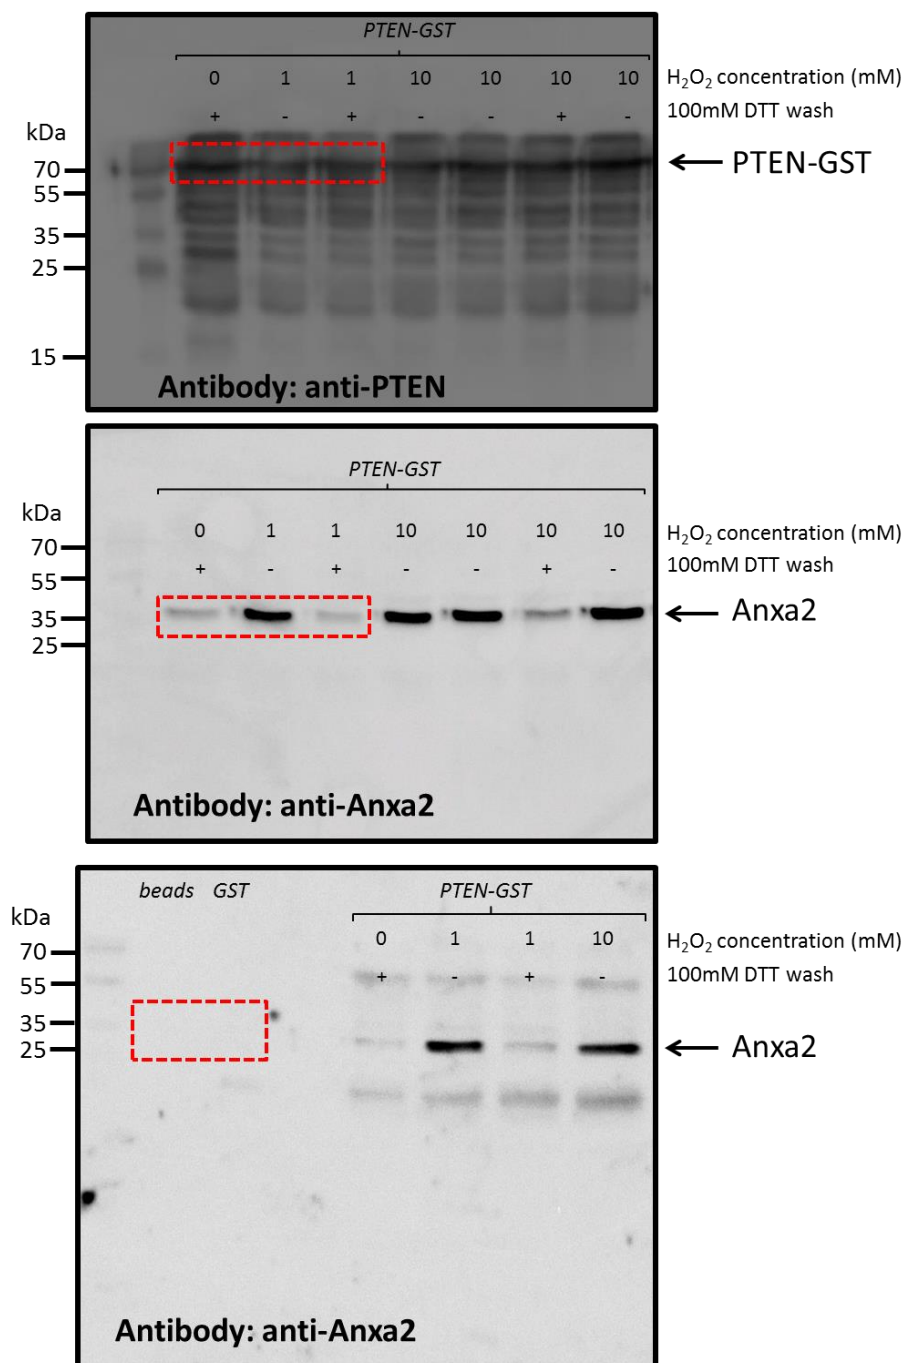 PTEN-GST
0 1 1 10 10 10 10 H₂O₂ concentration (mM)
+ - + - - + - 100mM DTT wash
kDa
70
55
35
25
15
PTEN-GST
Antibody: anti-PTEN
PTEN-GST
kDa
0 1 1 10 10 10 10 H₂O₂ concentration (mM)
+ - + - - + - 100mM DTT wash
70
55
35
25
Anxa2
Antibody: anti-Anxa2
beads GST PTEN-GST
kDa
0 1 1 10 H₂O₂ concentration (mM)
+ - + - 100mM DTT wash
70
55
35
25
Anxa2
Antibody: anti-Anxa2